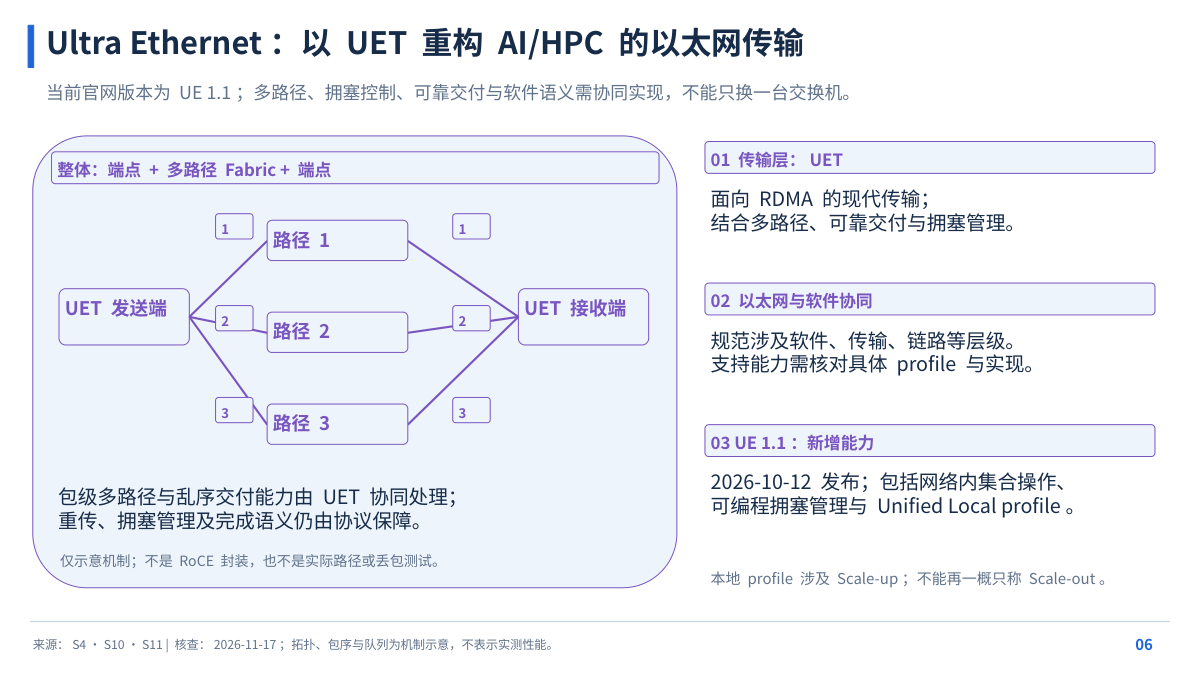 Ultra Ethernet：以 UET 重构 AI/HPC 的以太网传输
当前官网版本为 UE 1.1；多路径、拥塞控制、可靠交付与软件语义需协同实现，不能只换一台交换机。
整体：端点 + 多路径 Fabric + 端点
1
路径 1
1
UET 发送端
2
路径 2
2
UET 接收端
3
路径 3
3
包级多路径与乱序交付能力由 UET 协同处理；
重传、拥塞管理及完成语义仍由协议保障。
仅示意机制；不是 RoCE 封装，也不是实际路径或丢包测试。
01 传输层： UET
面向 RDMA 的现代传输；
结合多路径、可靠交付与拥塞管理。
02 以太网与软件协同
规范涉及软件、传输、链路等层级。
支持能力需核对具体 profile 与实现。
03 UE 1.1：新增能力
2026-10-12 发布；包括网络内集合操作、
可编程拥塞管理与 Unified Local profile。
本地 profile 涉及 Scale-up；不能再一概只称 Scale-out。
来源： S4 · S10 · S11 | 核查： 2026-11-17；拓扑、包序与队列为机制示意，不表示实测性能。
06